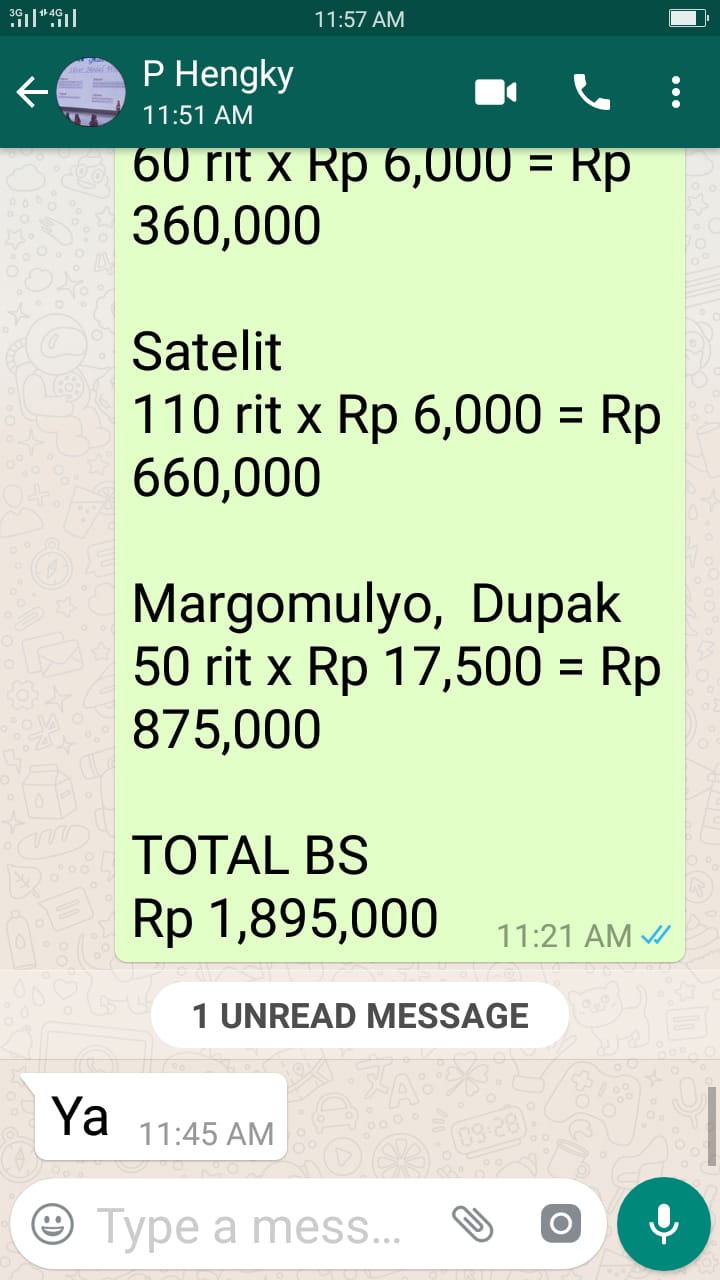 3G 4G 11:57 AM
P Hengky
11:51 AM
60 rit x Rp 6,000 = Rp
360,000
Satelit
110 rit x Rp 6,000 = Rp
660,000
Margomulyo,  Dupak
50 rit x Rp 17,500 = Rp
875,000
TOTAL BS
Rp 1,895,000
11:21 AM
1 UNREAD MESSAGE
Ya 11:45 AM
Type a mess...